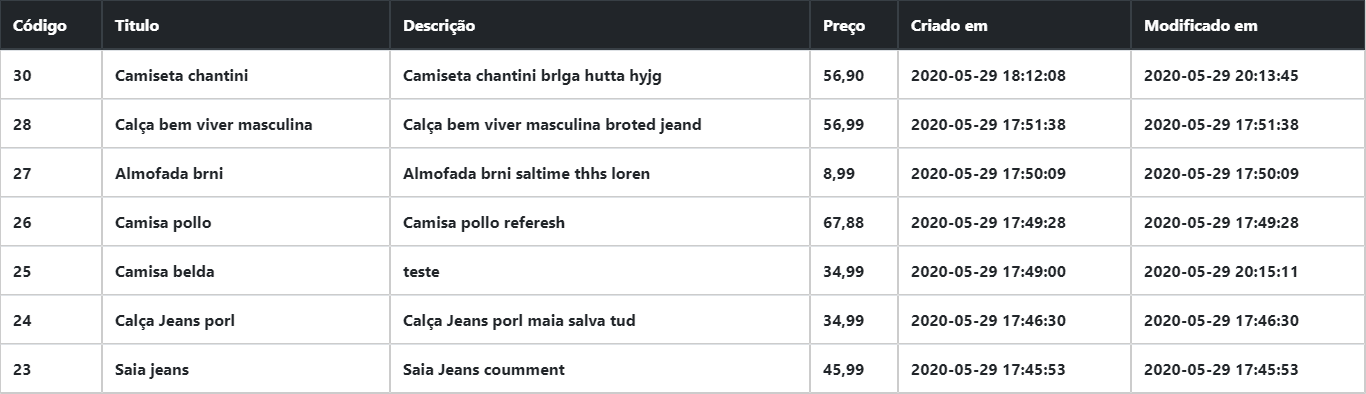 Código Titulo Descrição Preço Criado em Modificado em
30 Camiseta chantini Camiseta chantini brlga hutta hyjg 56,90 2020-05-29 18:12:08 2020-05-29 20:13:45
28 Calça bem viver masculina Calça bem viver masculina broted jeand 56,99 2020-05-29 17:51:38 2020-05-29 17:51:38
27 Almofada brni Almofada brni saltime thhs loren 8,99 2020-05-29 17:50:09 2020-05-29 17:50:09
26 Camisa pollo Camisa pollo referesh 67,88 2020-05-29 17:49:28 2020-05-29 17:49:28
25 Camisa belda teste 34,99 2020-05-29 17:49:00 2020-05-29 20:15:11
24 Calça Jeans porl Calça Jeans porl maia salva tud 34,99 2020-05-29 17:46:30 2020-05-29 17:46:30
23 Saia jeans Saia Jeans coumment 45,99 2020-05-29 17:45:53 2020-05-29 17:45:53